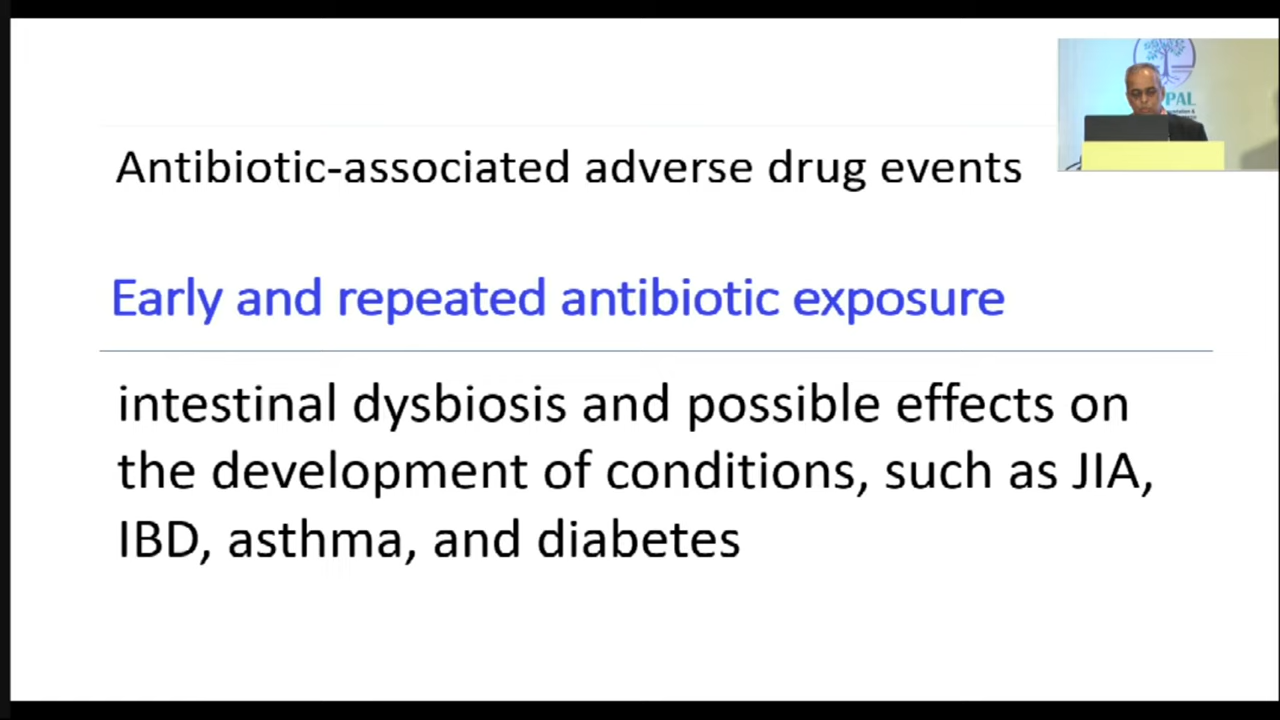 Antibiotic-associated adverse drug events
PAL
Early and repeated antibiotic exposure
intestinal dysbiosis and possible effects on
the development of conditions, such as JIA,
IBD, asthma, and diabetes